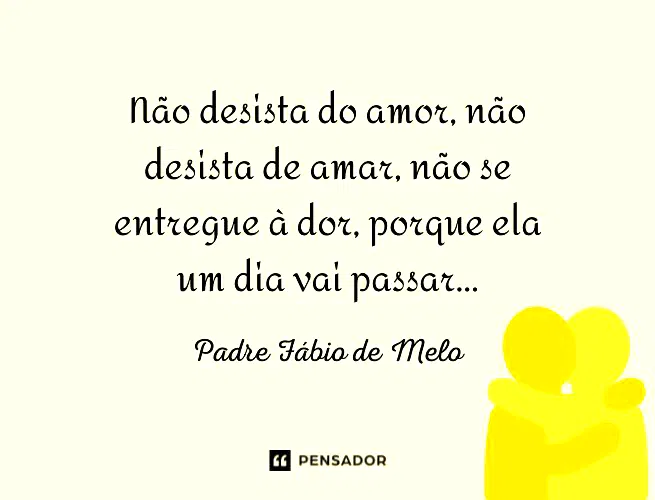 Não desista do amor, não
desista de amar, não se
entregue à dor, porque ela
um dia vai passar...
Padre Fábio de Melo
PENSADOR